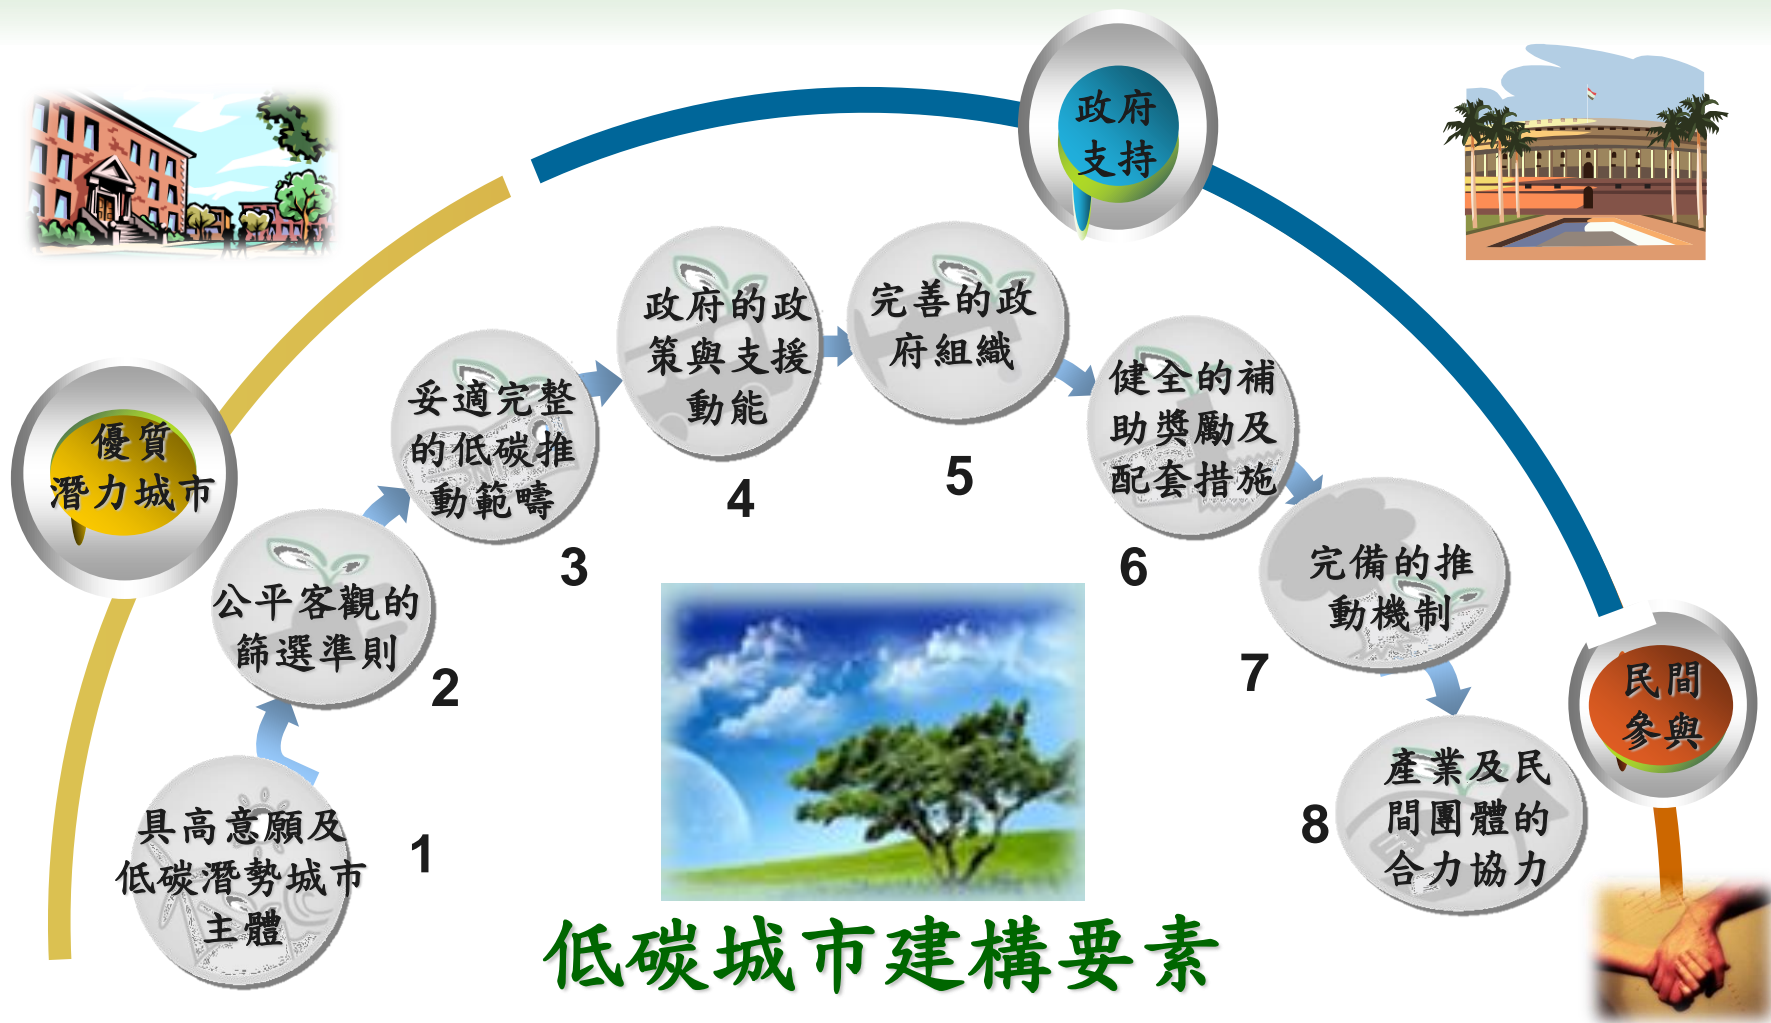 政府
支持
優質
潛力城市
民間
參與
具高意願及
低碳潛勢城市
主體
1
公平客觀的
篩選準則
2
妥適完整
的低碳推
動範疇
3
政府的政
策與支援
動能
4
完善的政
府組織
5
健全的補
助獎勵及
配套措施
6
完備的推
動機制
7
產業及民
間團體的
合力協力
8
低碳城市建構要素